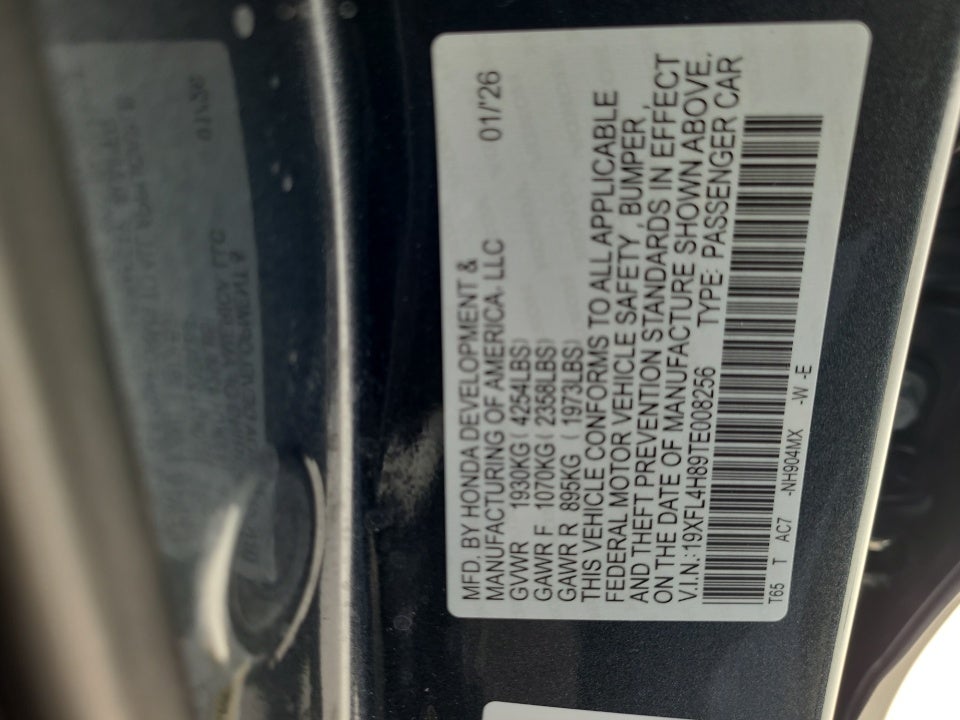 MFD. BY HONDA DEVELOPMENT &
MANUFACTURING OF AMERICA, LLC 01/'26
GVWR 1930KG ( 4254LBS)
GAWR F 1070KG ( 2358LBS)
GAWR R 895KG ( 1973LBS)
THIS VEHICLE CONFORMS TO ALL APPLICABLE
FEDERAL MOTOR VEHICLE SAFETY , BUMPER ,
AND THEFT PREVENTION STANDARDS IN EFFECT
ON THE DATE OF MANUFACTURE SHOWN ABOVE.
V.I.N.:19XFL4H89TE008256 TYPE: PASSENGER CAR
T65 T AC7 -NH904MX -W -E